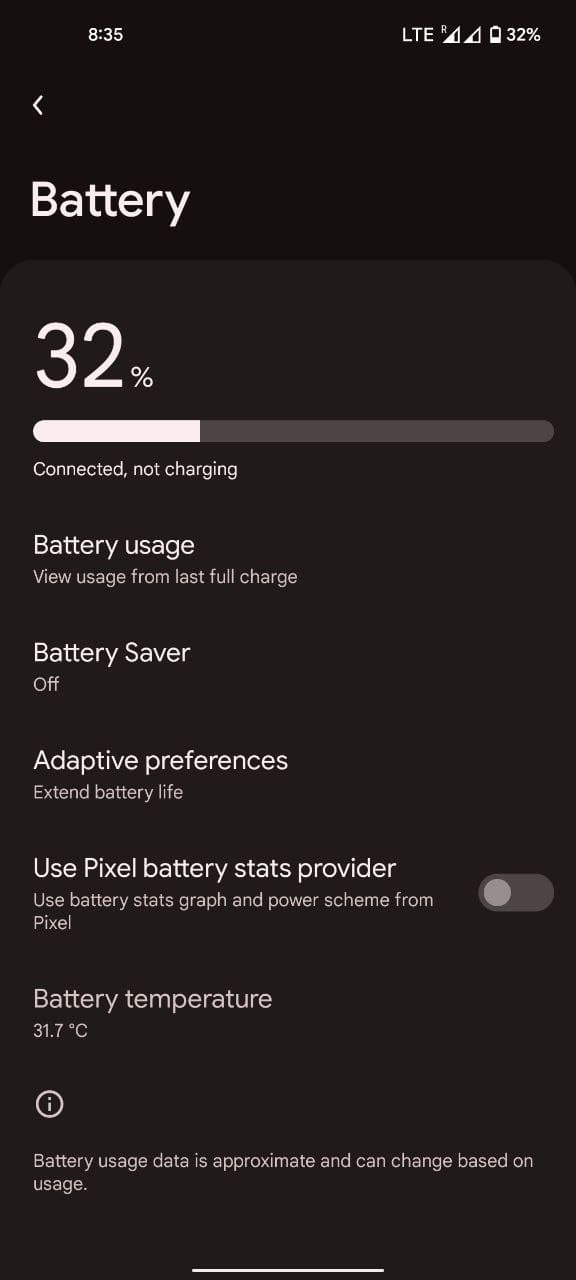 8:35
LTE R 32%
Battery
32%
Connected, not charging
Battery usage
View usage from last full charge
Battery Saver
Off
Adaptive preferences
Extend battery life
Use Pixel battery stats provider
Use battery stats graph and power scheme from
Pixel
Battery temperature
31.7 °C
Battery usage data is approximate and can change based on
usage.